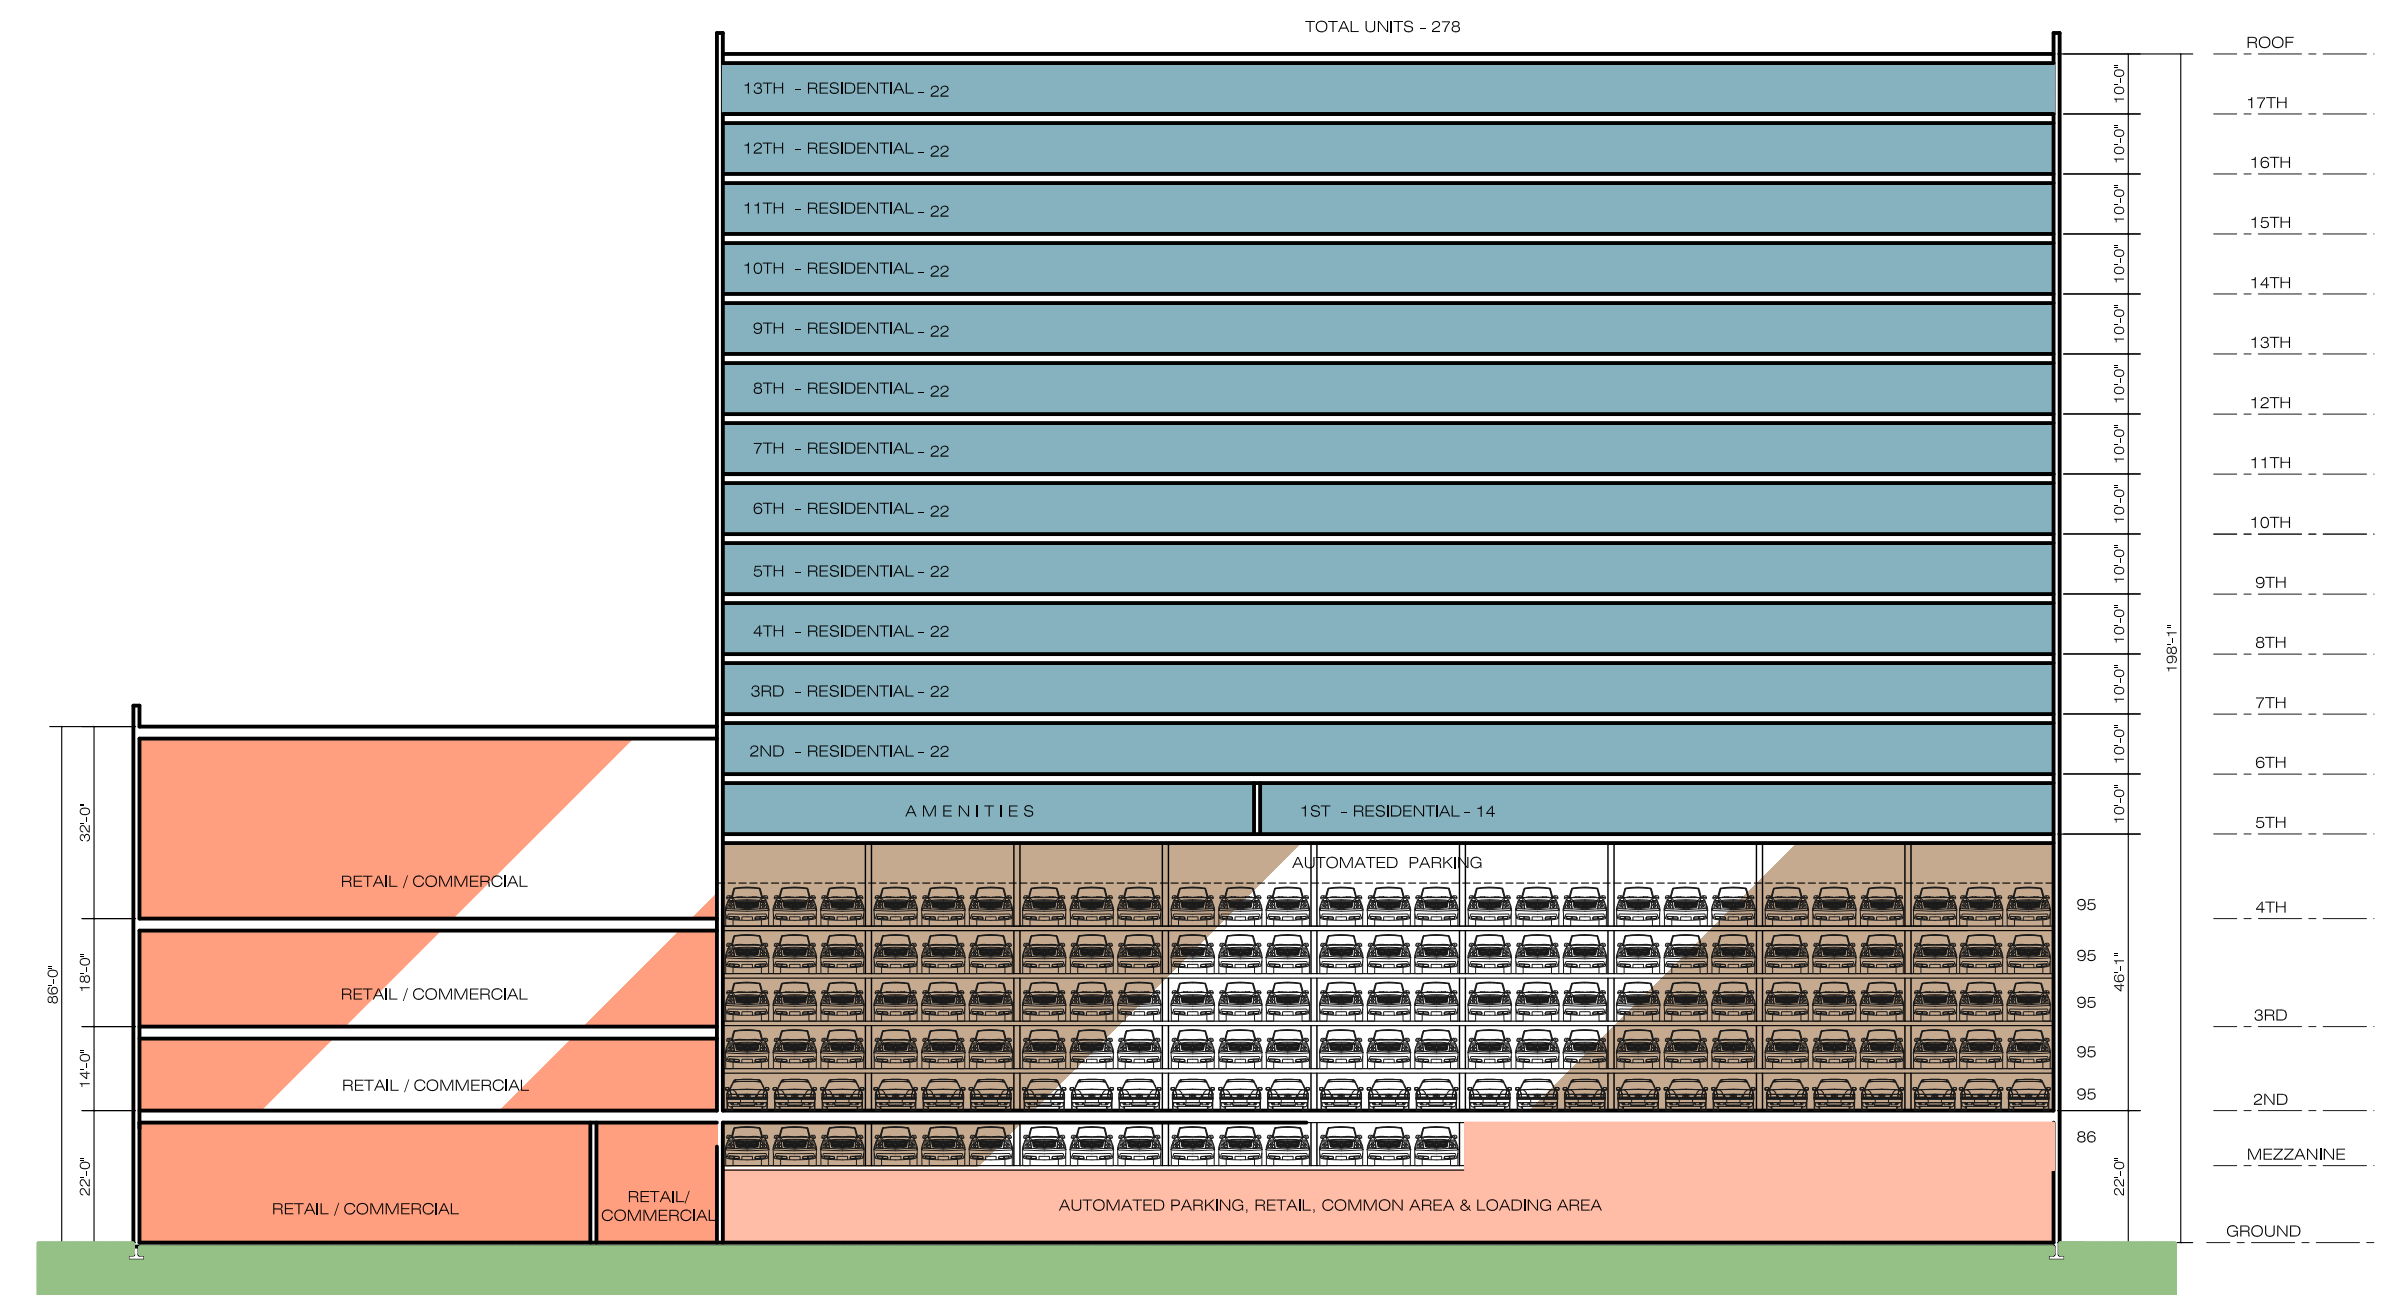 TOTAL UNITS - 278
ROOF
13TH - RESIDENTIAL - 22
10'-0"
17TH
12TH - RESIDENTIAL - 22
10'-0"
16TH
11TH - RESIDENTIAL - 22
10'-0"
15TH
10TH - RESIDENTIAL - 22
10'-0"
14TH
9TH - RESIDENTIAL - 22
10'-0"
13TH
8TH - RESIDENTIAL - 22
10'-0"
12TH
7TH - RESIDENTIAL - 22
10'-0"
11TH
6TH - RESIDENTIAL - 22
10'-0"
10TH
5TH - RESIDENTIAL - 22
10'-0"
9TH
4TH - RESIDENTIAL - 22
10'-0"
198'-1"
8TH
3RD - RESIDENTIAL - 22
10'-0"
7TH
2ND - RESIDENTIAL - 22
10'-0"
6TH
AMENITIES
1ST - RESIDENTIAL - 14
10'-0"
5TH
32'-0'
AUTOMATED PARKING
RETAIL / COMMERCIAL
95
4TH
86'-0"
18'-0"
RETAIL / COMMERCIAL
95
46'-1"
95
3RD
14'-0"
RETAIL / COMMERCIAL
95
95
2ND
86
MEZZANINE
22'-0"
RETAIL / COMMERCIAL
RETAIL/
COMMERCIAL
AUTOMATED PARKING, RETAIL, COMMON AREA & LOADING AREA
22'-0"
GROUND